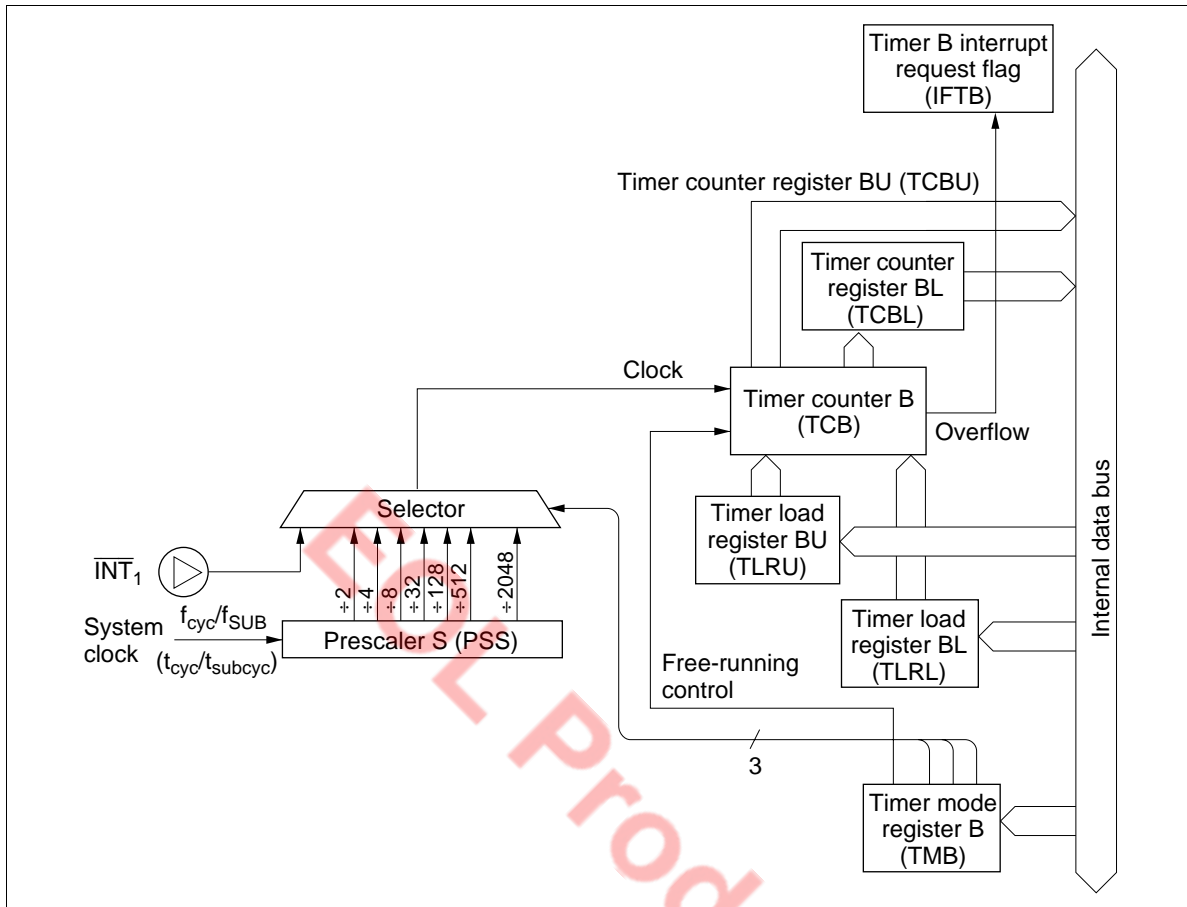 Timer B interrupt
request flag
(IFTB)
Timer counter register BU (TCBU)
Timer counter
register BL
(TCBL)
Clock
Timer counter B
(TCB)
Overflow
Selector
Timer load
register BU
(TLRU)
INT1
÷2
÷4
÷8
÷32
÷128
÷512
÷2048
System
clock
fcyc/fSUB
(tcyc/tsubcyc)
Prescaler S (PSS)
Timer load
register BL
(TLRL)
Free-running
control
3
Timer mode
register B
(TMB)
Internal data bus
EOL Prod